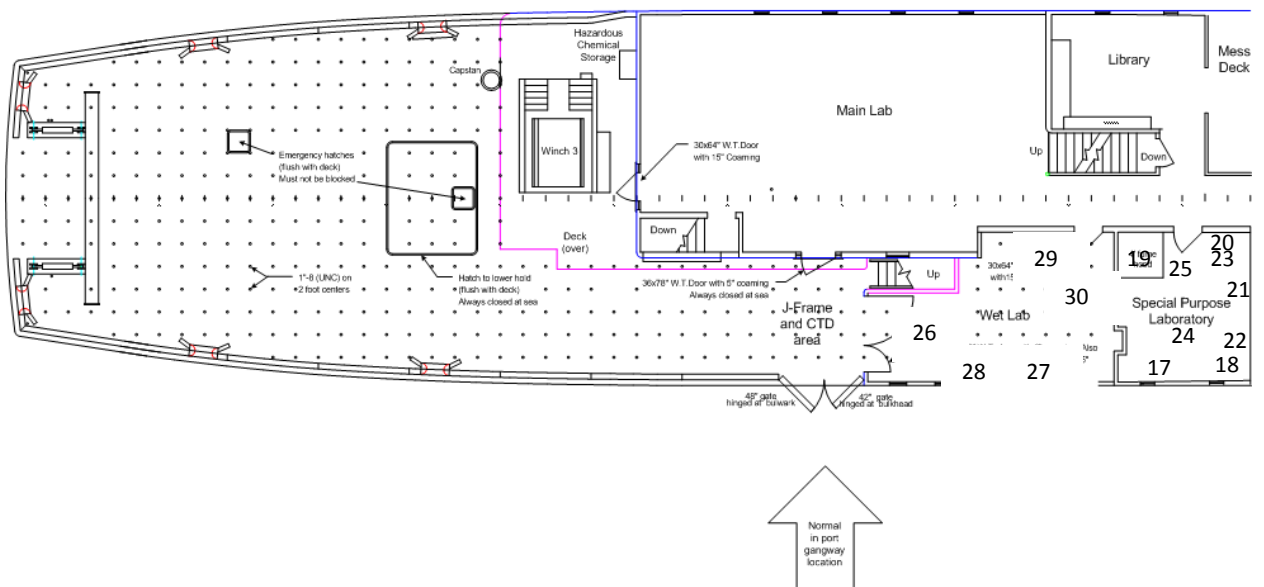 Hazardous
Chemical
Storage
Capstan
Winch 3
Main Lab
Library
Mess
Deck
Up
Down
30x64" W.T.Door
with 15" Coaming
Emergency hatches
(flush with deck)
Must not be blocked
Deck
(over)
Down
1"-8 (UNC) on
2 foot centers
Hatch to lower hold
(flush with deck)
Always closed at sea
36x78" W.T.Door with 6" coaming
Always closed at sea
Up
30x64"
29
30
19
25
20
23
21
J-Frame
and CTD
area
26
Wet Lab
Special Purpose
Laboratory
24
22
28
27
17
18
48" gate
hinged at bulwark
42" gate
hinged at bulkhead
Normal
in port
gangway
location